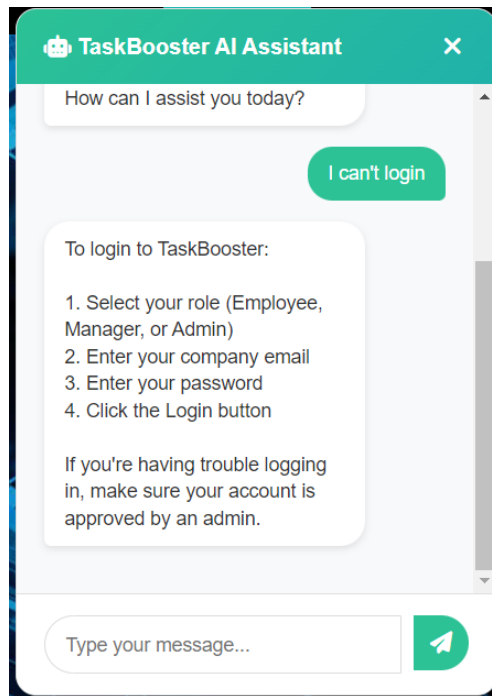 TaskBooster AI Assistant
How can I assist you today?
I can't login
To login to TaskBooster:
1. Select your role (Employee,
Manager, or Admin)
2. Enter your company email
3. Enter your password
4. Click the Login button
If you're having trouble logging
in, make sure your account is
approved by an admin.
Type your message...